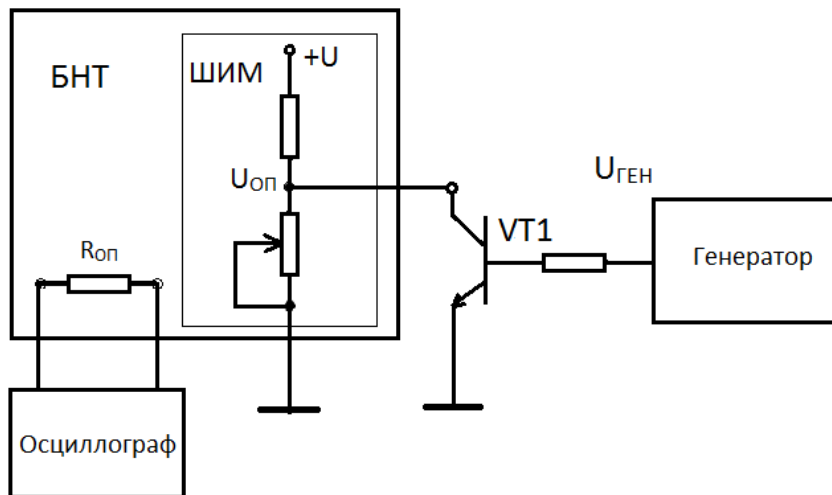 +U
БНТ
ШИМ
UОП
UГЕН
VT1
RОП
Генератор
Осциллограф